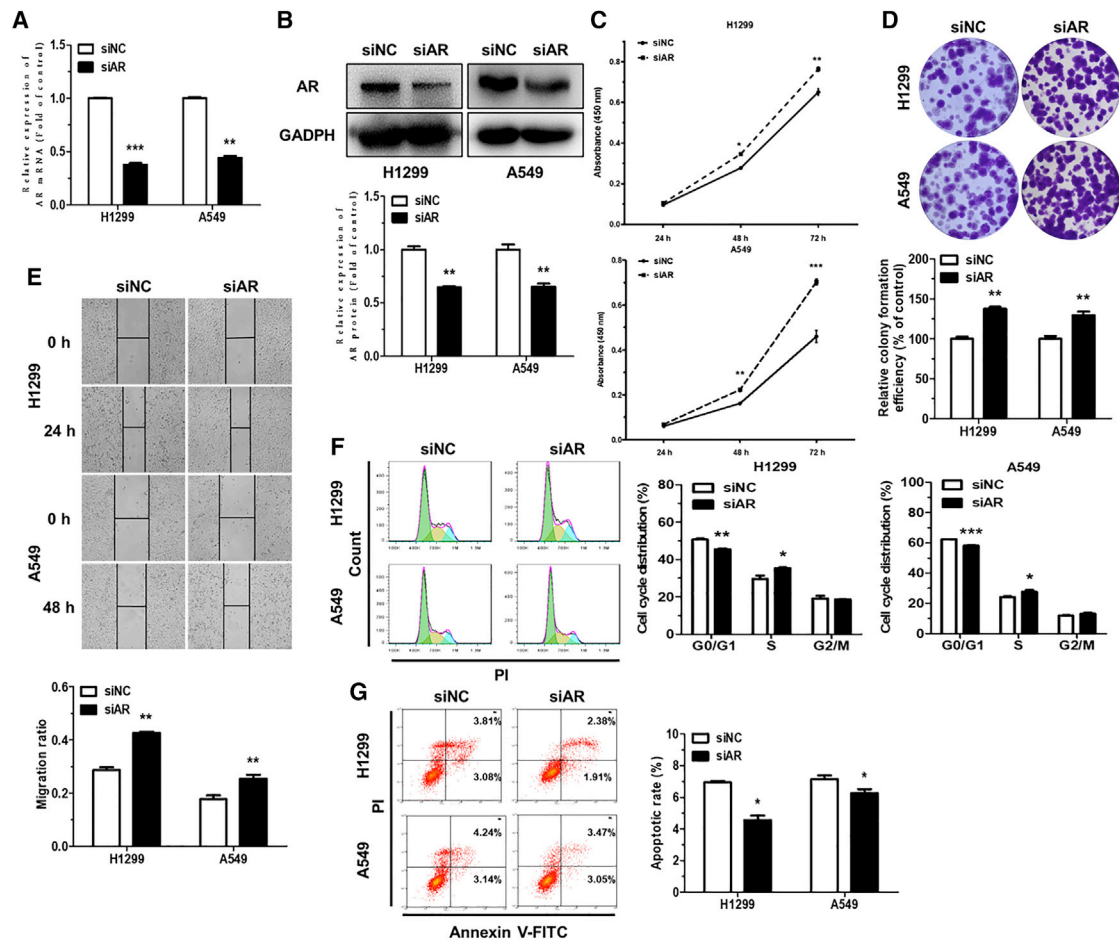 A
Relative expression of
AR mRNA (Fold of control)
1.5
1.0
0.5
0.0
siNC
siAR
***
**
H1299
A549
B
siNC
siAR
siNC
siAR
AR
GADPH
H1299
A549
Relative expression of
AR protein (Fold of control)
1.5
1.0
0.5
0.0
siNC
siAR
**
**
H1299
A549
C
H1299
siNC
siAR
Absorbance (450 nm)
0.8
0.6
0.4
0.2
0.0
*
**
24 h
48 h
72 h
A549
siNC
siAR
Absorbance (450 nm)
0.8
0.6
0.4
0.2
0.0
**
***
24 h
48 h
72 h
D
siNC
siAR
H1299
A549
Relative colony formation
efficiency (% of control)
200
150
100
50
0
siNC
siAR
**
**
H1299
A549
E
siNC
siAR
H1299
0 h
24 h
A549
0 h
48 h
Migration ratio
0.6
0.4
0.2
0.0
siNC
siAR
**
**
H1299
A549
F
siNC
siAR
H1299
A549
Count
PI
H1299
Cell cycle distribution (%)
80
60
40
20
0
siNC
siAR
**
*
G0/G1
S
G2/M
A549
Cell cycle distribution (%)
100
80
60
40
20
0
siNC
siAR
***
*
G0/G1
S
G2/M
G
siNC
siAR
H1299
3.81%
3.08%
2.38%
1.91%
PI
A549
4.24%
3.14%
3.47%
3.05%
Annexin V-FITC
Apoptotic rate (%)
10
8
6
4
2
0
siNC
siAR
*
*
H1299
A549